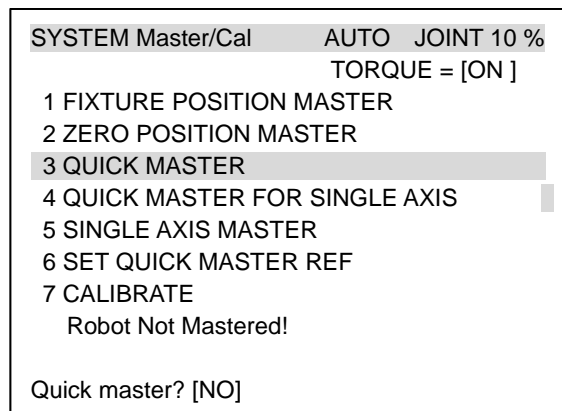 SYSTEM Master/Cal AUTO JOINT 10 %
TORQUE = [ON ]
1 FIXTURE POSITION MASTER
2 ZERO POSITION MASTER
3 QUICK MASTER
4 QUICK MASTER FOR SINGLE AXIS
5 SINGLE AXIS MASTER
6 SET QUICK MASTER REF
7 CALIBRATE
Robot Not Mastered!
Quick master? [NO]